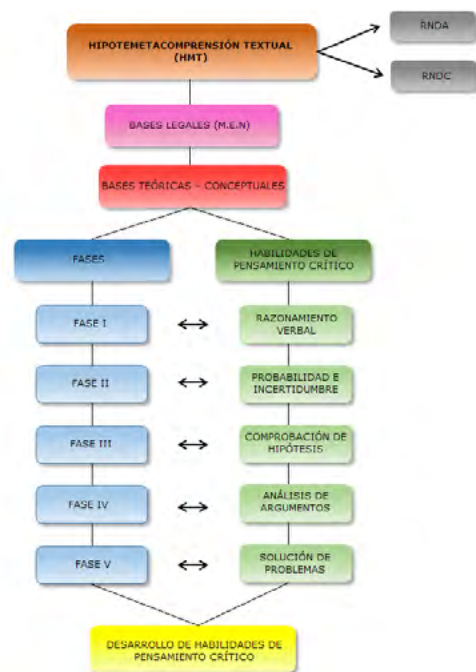 HIPOTEMETACOMPRENSIÓN TEXTUAL
(HMT)
RNDA
RNDC
BASES LEGALES (M.E.N)
BASES TEÓRICAS – CONCEPTUALES
FASES
HABILIDADES DE
PENSAMIENTO CRÍTICO
FASE I
RAZONAMIENTO
VERBAL
FASE II
PROBABILIDAD E
INCERTIDUMBRE
FASE III
COMPROBACIÓN DE
HIPÓTESIS
FASE IV
ANÁLISIS DE
ARGUMENTOS
FASE V
SOLUCIÓN DE
PROBLEMAS
DESARROLLO DE HABILIDADES DE
PENSAMIENTO CRÍTICO